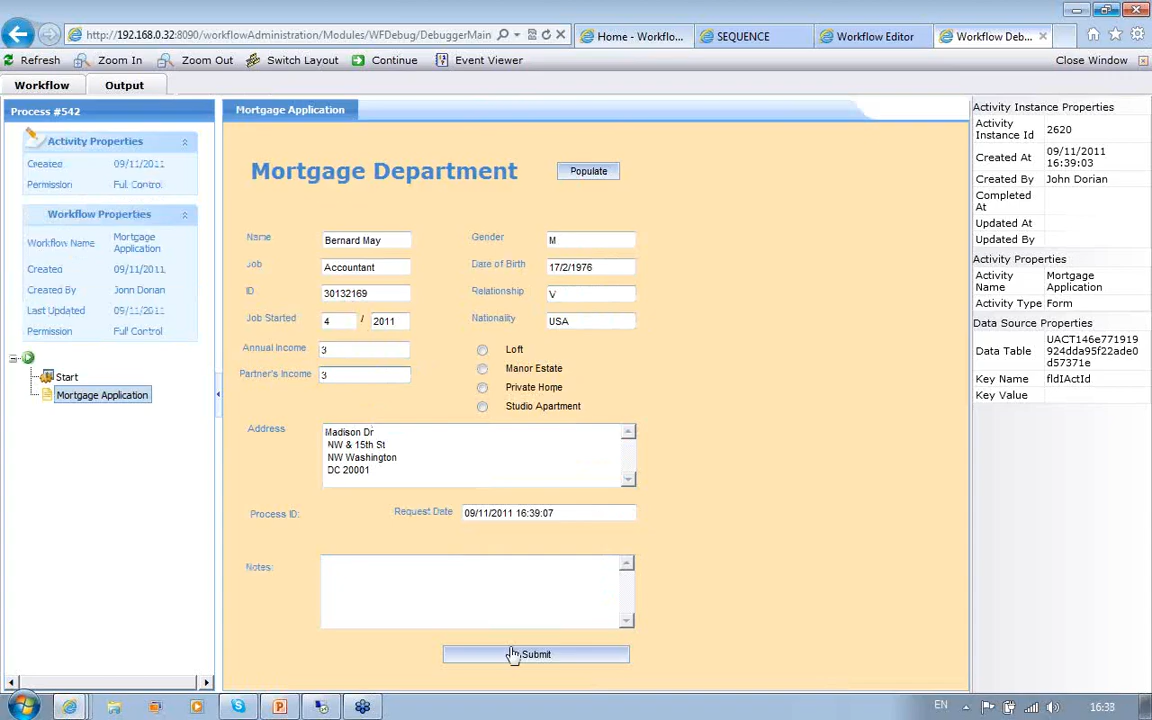 http://192.168.0.32:8090/workflowAdministration/Modules/WFDebug/DebuggerMain
Home - Workflo...
SEQUENCE
Workflow Editor
Workflow Deb...
Refresh
Zoom In
Zoom Out
Switch Layout
Continue
Event Viewer
Close Window
Workflow
Output
Process #542
Activity Properties
Created 09/11/2011
Permission Full Control
Workflow Properties
Workflow Name Mortgage
Application
Created 09/11/2011
Created By John Dorian
Last Updated 09/11/2011
Permission Full Control
Start
Mortgage Application
Mortgage Application
Mortgage Department
Populate
Name Bernard May
Gender M
Job Accountant
Date of Birth 17/2/1976
ID 30132169
Relationship V
Job Started 4 / 2011
Nationality USA
Annual Income 3
Partner's Income 3
Loft
Manor Estate
Private Home
Studio Apartment
Address
Madison Dr
NW & 15th St
NW Washington
DC 20001
Process ID:
Request Date 09/11/2011 16:39:07
Notes:
Submit
Activity Instance Properties
Activity
Instance Id 2620
Created At 09/11/2011
16:39:03
Created By John Dorian
Completed
At
Updated At
Updated By
Activity Properties
Activity
Name Mortgage
Application
Activity Type Form
Data Source Properties
Data Table UACT146e771919
924dda95f22ade0
d57371e
Key Name fldIActId
Key Value
EN
16:38